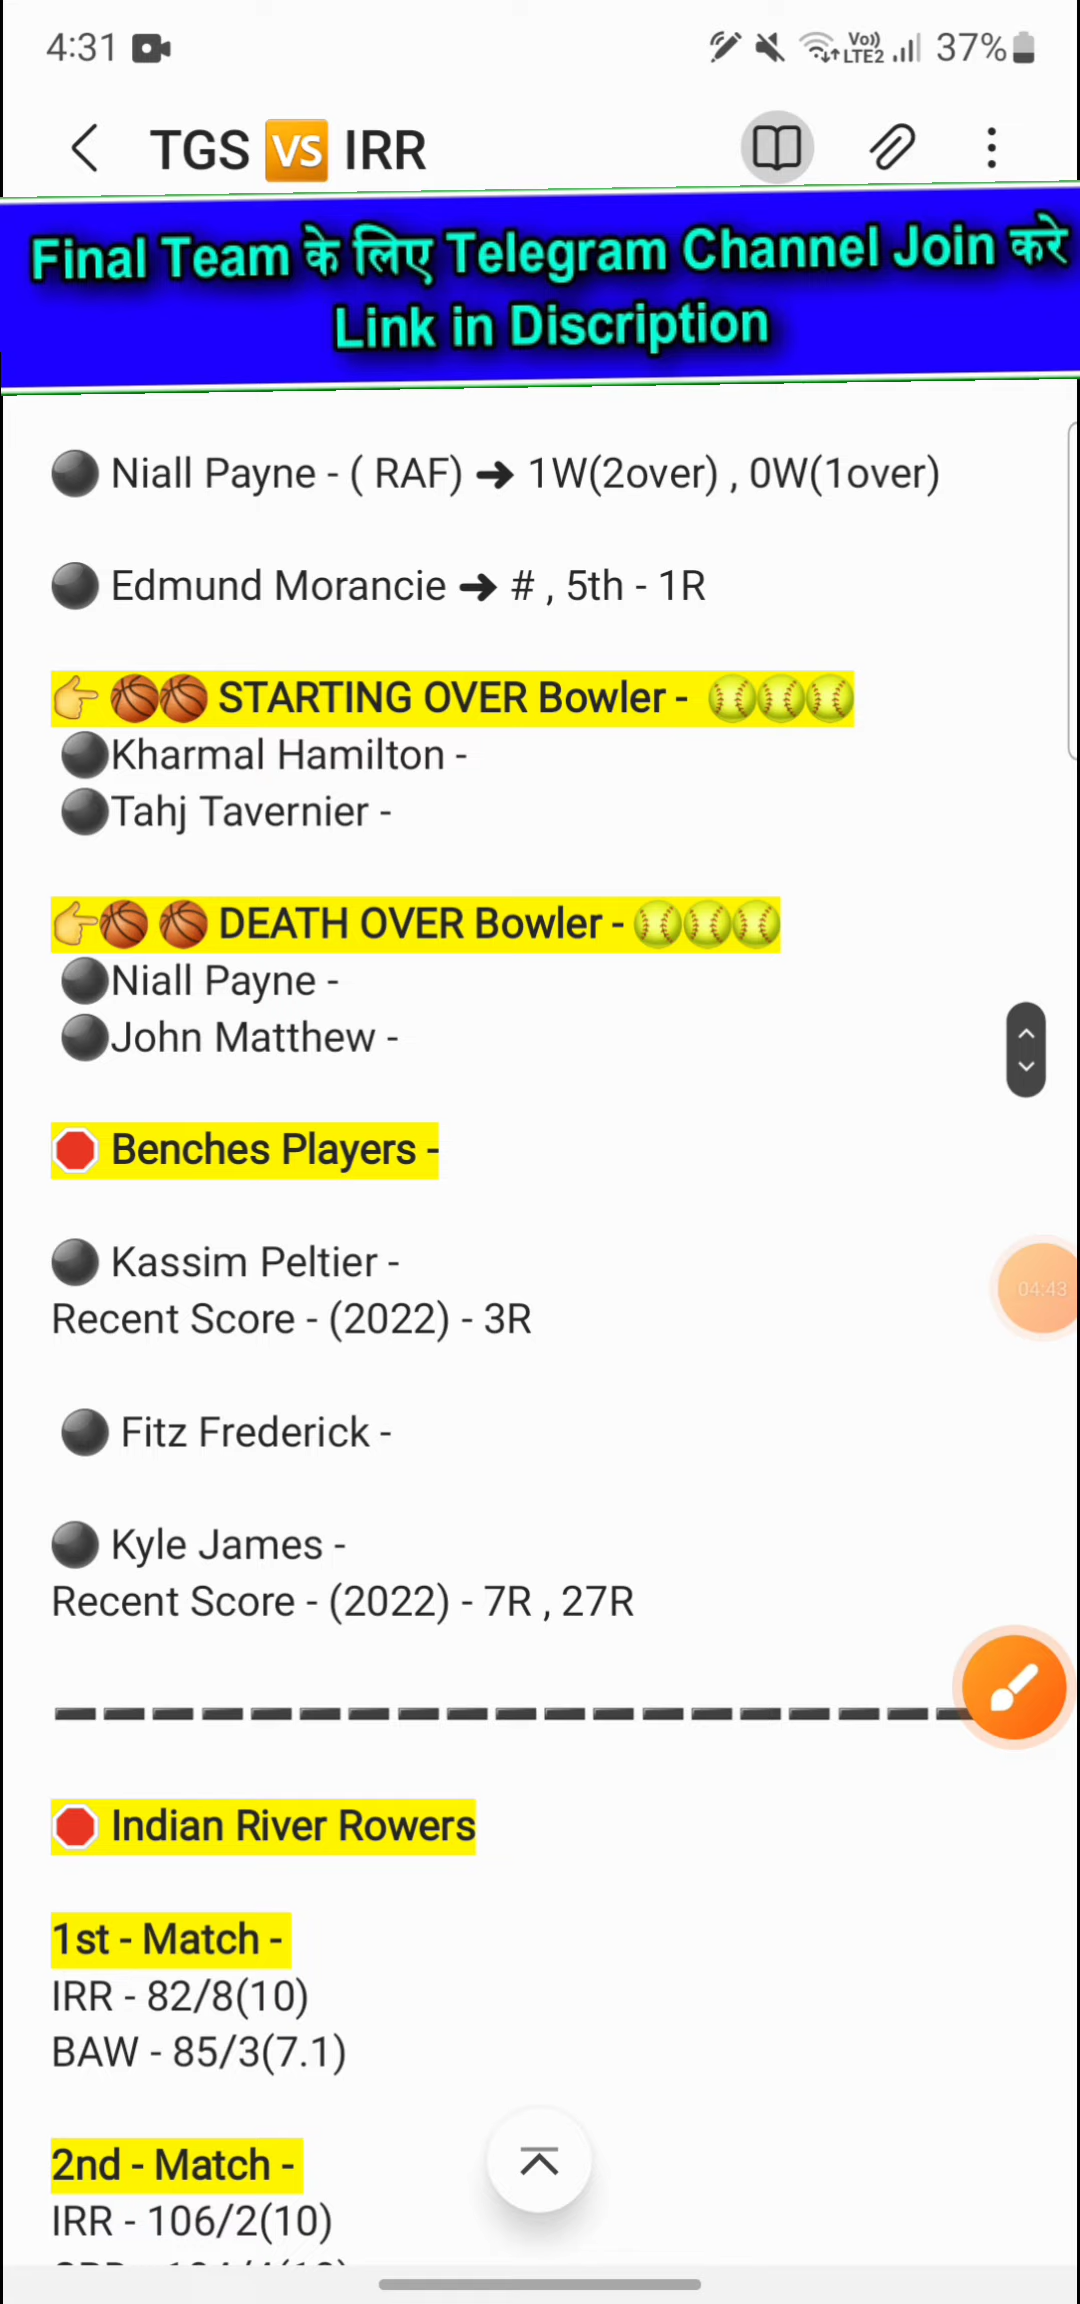 4:31 Vo)) LTE2 37%
TGS VS IRR
Final Team के लिए Telegram Channel Join करे
Link in Discription
Niall Payne - ( RAF) ➔ 1W(2over) , 0W(1over)
Edmund Morancie ➔ # , 5th - 1R
STARTING OVER Bowler -
Kharmal Hamilton -
Tahj Tavernier -
DEATH OVER Bowler -
Niall Payne -
John Matthew -
Benches Players -
Kassim Peltier -
04:43
Recent Score - (2022) - 3R
Fitz Frederick -
Kyle James -
Recent Score - (2022) - 7R , 27R
Indian River Rowers
1st - Match -
IRR - 82/8(10)
BAW - 85/3(7.1)
2nd - Match -
IRR - 106/2(10)